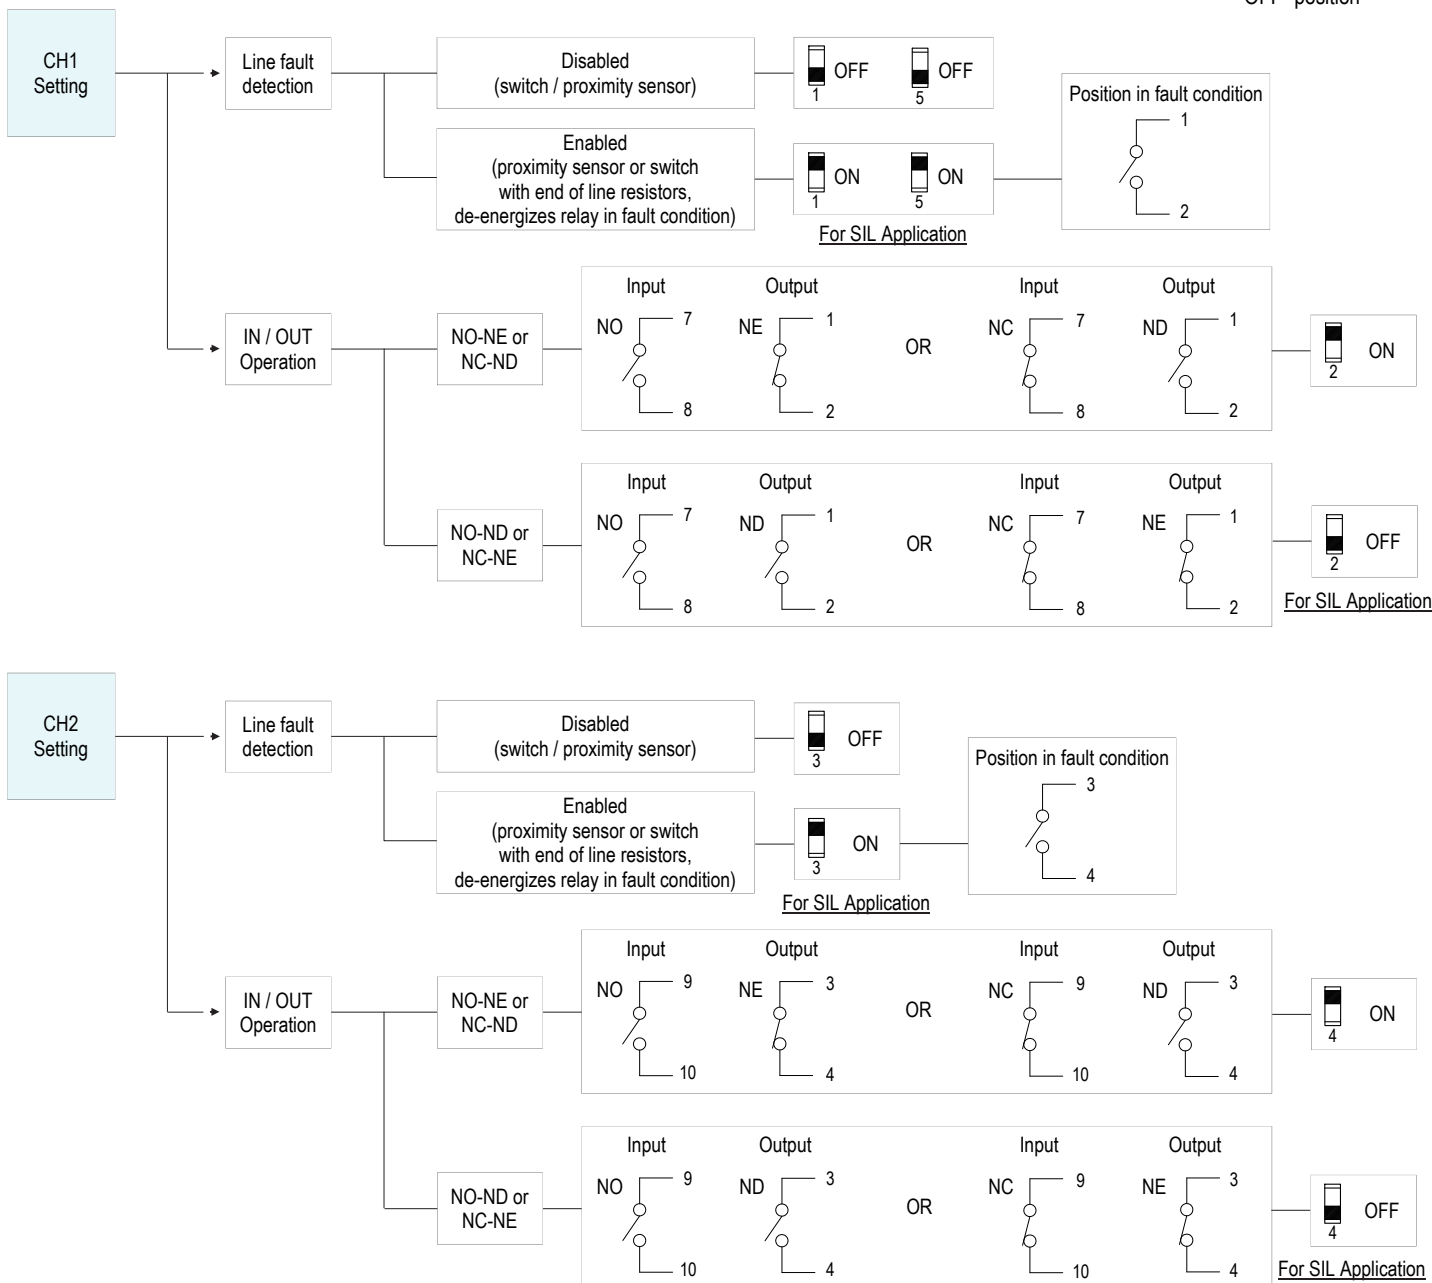 CH1
Setting
Line fault
detection
Disabled
(switch / proximity sensor)
1
OFF
5
OFF
Enabled
(proximity sensor or switch
with end of line resistors,
de-energizes relay in fault condition)
1
ON
5
ON
For SIL Application
Position in fault condition
1
2
IN / OUT
Operation
NO-NE or
NC-ND
Input
Output
NO
7
8
NE
1
2
OR
Input
Output
NC
7
8
ND
1
2
2
ON
NO-ND or
NC-NE
Input
Output
NO
7
8
ND
1
2
OR
Input
Output
NC
7
8
NE
1
2
2
OFF
For SIL Application
CH2
Setting
Line fault
detection
Disabled
(switch / proximity sensor)
3
OFF
Enabled
(proximity sensor or switch
with end of line resistors,
de-energizes relay in fault condition)
3
ON
For SIL Application
Position in fault condition
3
4
IN / OUT
Operation
NO-NE or
NC-ND
Input
Output
NO
9
10
NE
3
4
OR
Input
Output
NC
9
10
ND
3
4
4
ON
NO-ND or
NC-NE
Input
Output
NO
9
10
ND
3
4
OR
Input
Output
NC
9
10
NE
3
4
4
OFF
For SIL Application